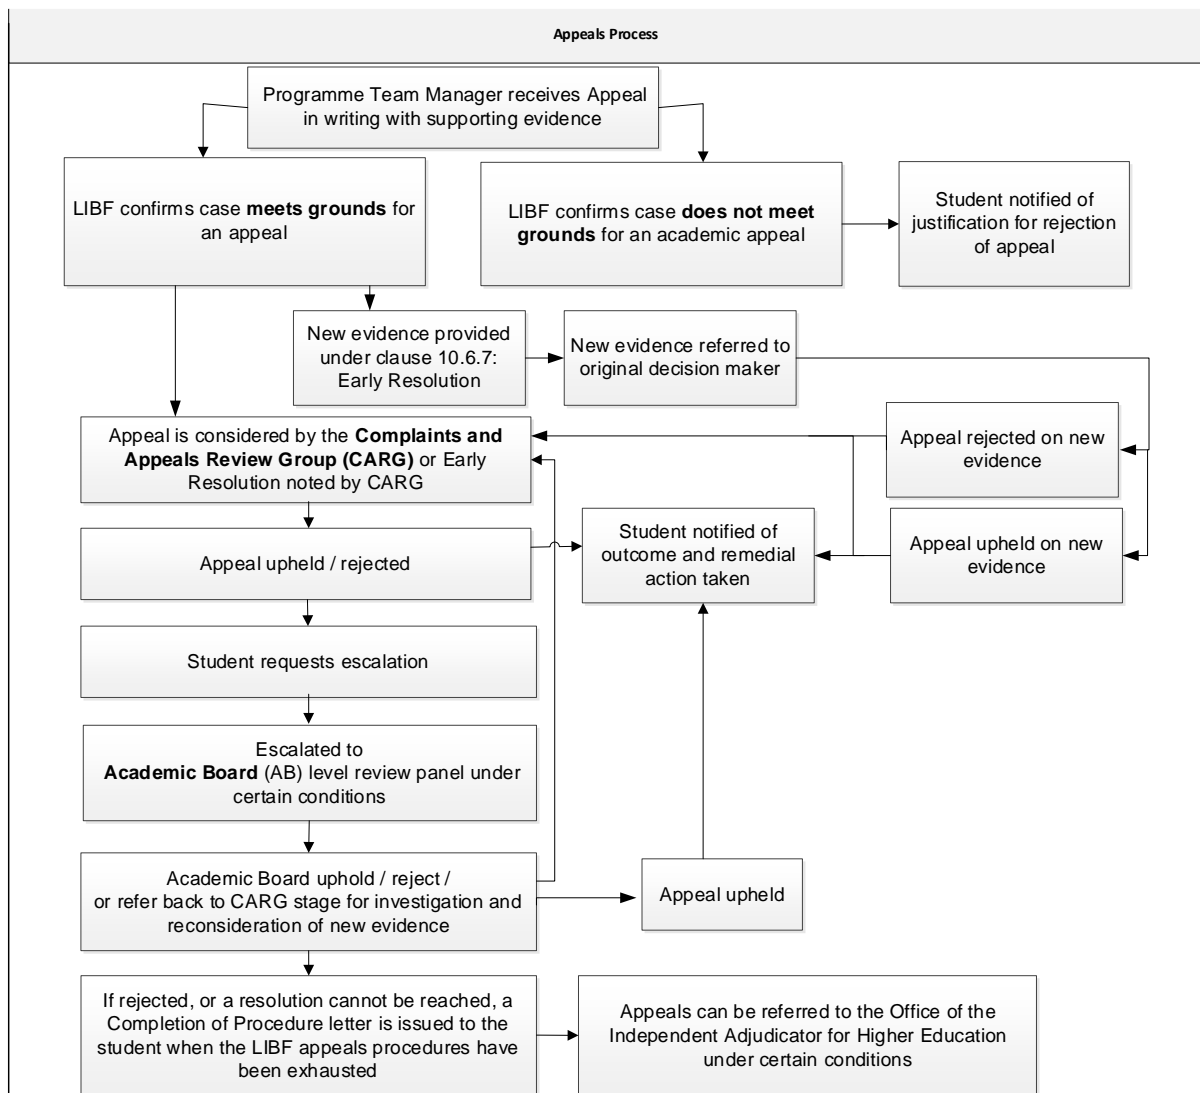 Appeals Process
Programme Team Manager receives Appeal
in writing with supporting evidence
LIBF confirms case meets grounds for
an appeal
LIBF confirms case does not meet
grounds for an academic appeal
Student notified of
justification for rejection
of appeal
New evidence provided
under clause 10.6.7:
Early Resolution
New evidence referred to
original decision maker
Appeal is considered by the Complaints and
Appeals Review Group (CARG) or Early
Resolution noted by CARG
Appeal rejected on new
evidence
Appeal upheld / rejected
Student notified of
outcome and remedial
action taken
Appeal upheld on new
evidence
Student requests escalation
Escalated to
Academic Board (AB) level review panel under
certain conditions
Academic Board uphold / reject /
or refer back to CARG stage for investigation and
reconsideration of new evidence
Appeal upheld
If rejected, or a resolution cannot be reached, a
Completion of Procedure letter is issued to the
student when the LIBF appeals procedures have
been exhausted
Appeals can be referred to the Office of the
Independent Adjudicator for Higher Education
under certain conditions